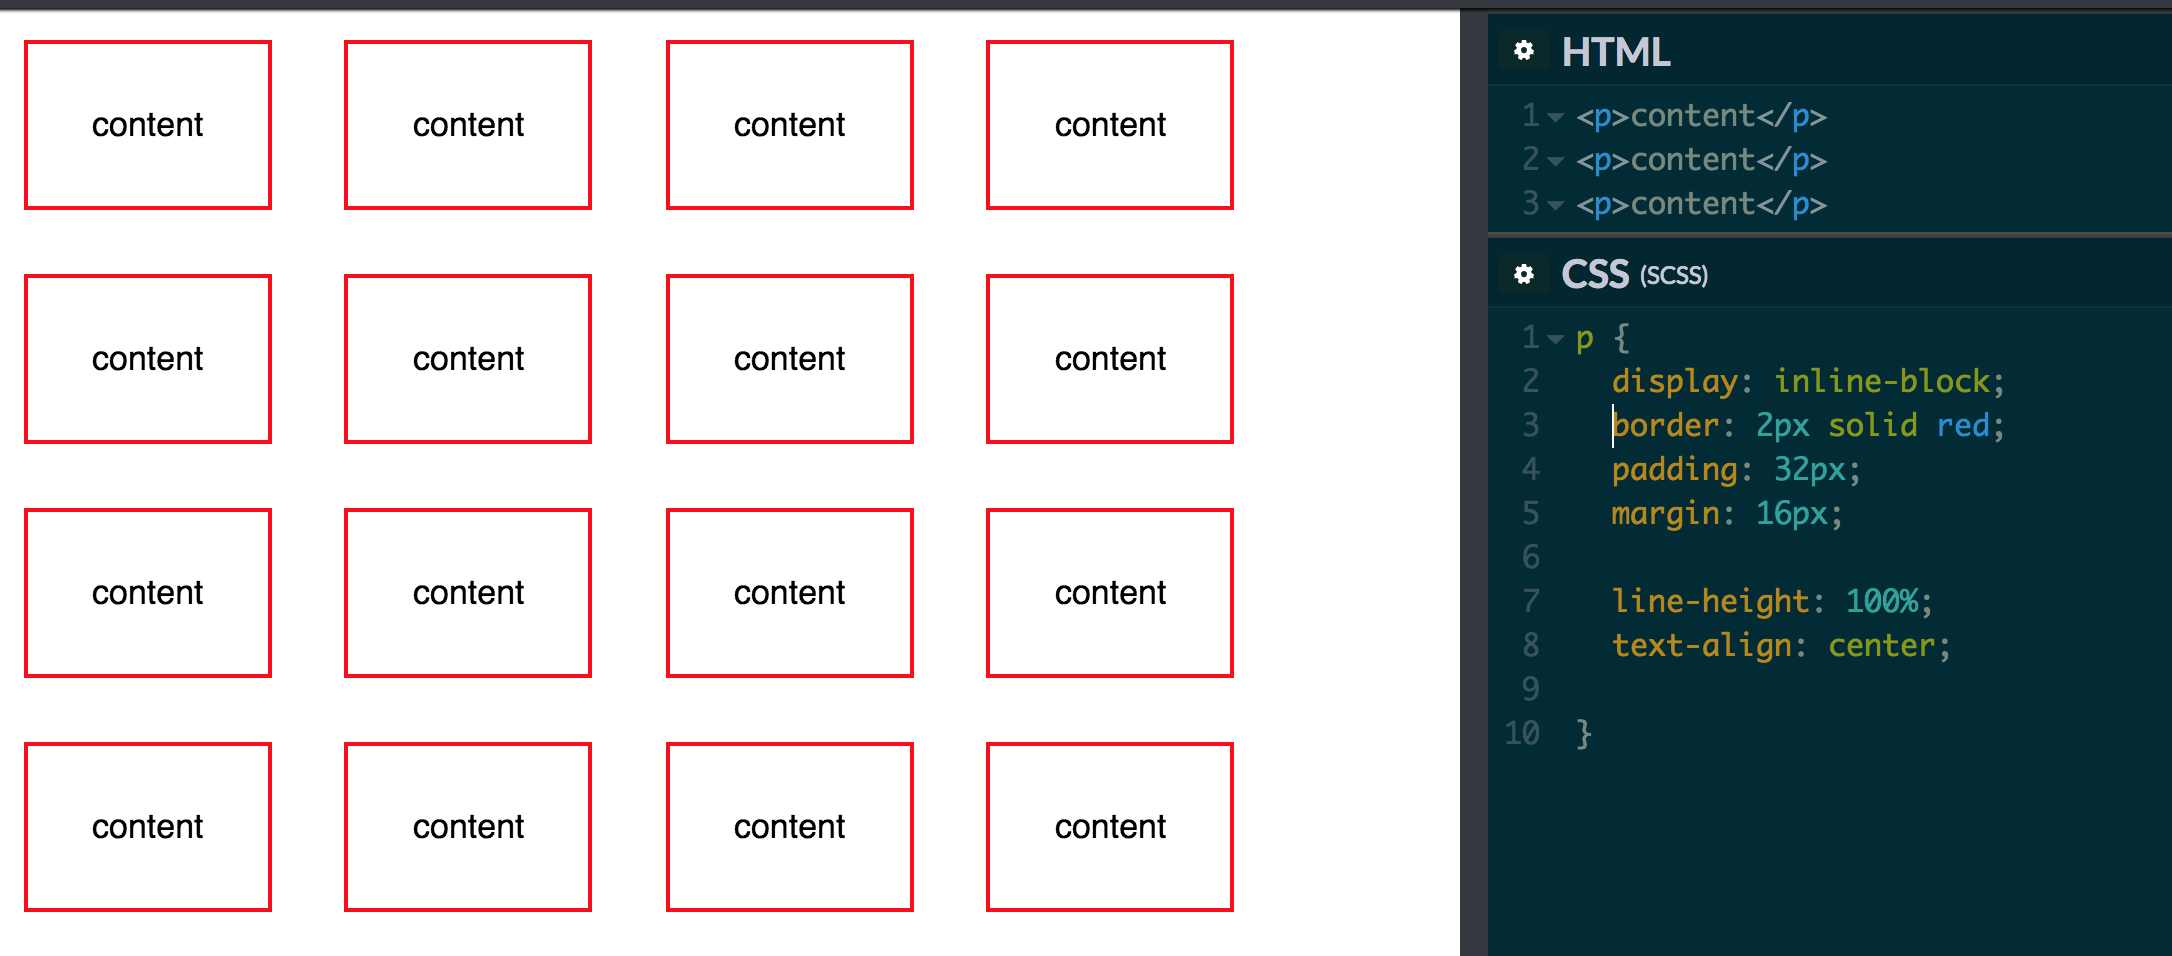 content content content content
content content content content
content content content content
content content content content
HTML
1 <p>content</p>
2 <p>content</p>
3 <p>content</p>
CSS (SCSS)
1 p {
2 display: inline-block;
3 border: 2px solid red;
4 padding: 32px;
5 margin: 16px;
6
7 line-height: 100%;
8 text-align: center;
9
10 }